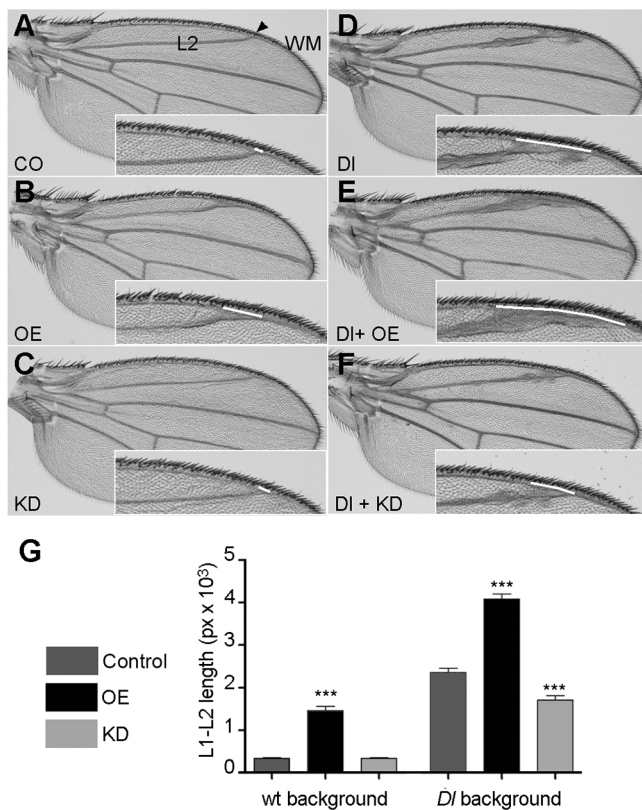 A
L2
WM
CO
B
OE
C
KD
D
Dl
E
Dl+ OE
F
Dl + KD
G
Control
OE
KD
L1-L2 length (px x 10³)
5
4
3
2
1
0
***
***
***
wt background
Dl background